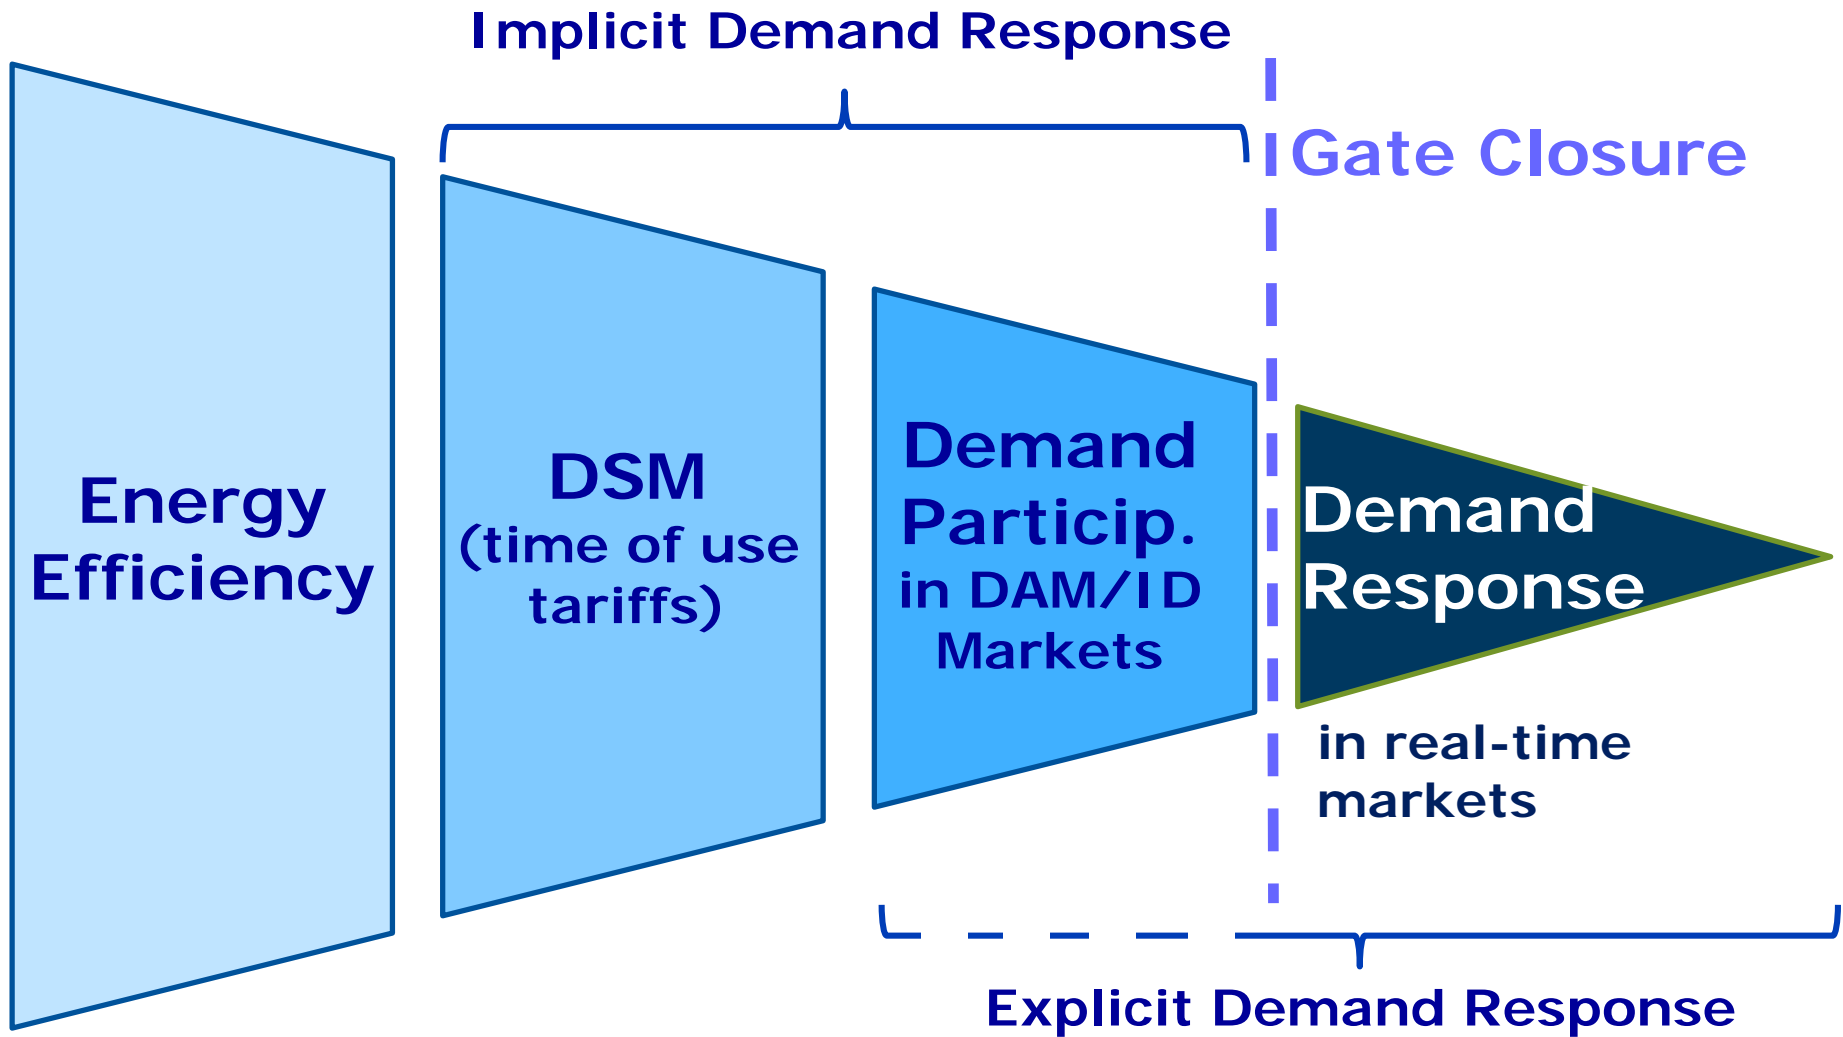 Implicit Demand Response
Gate Closure
Energy
Efficiency
DSM
(time of use
tariffs)
Demand
Particip.
in DAM/ID
Markets
Demand
Response
in real-time
markets
Explicit Demand Response